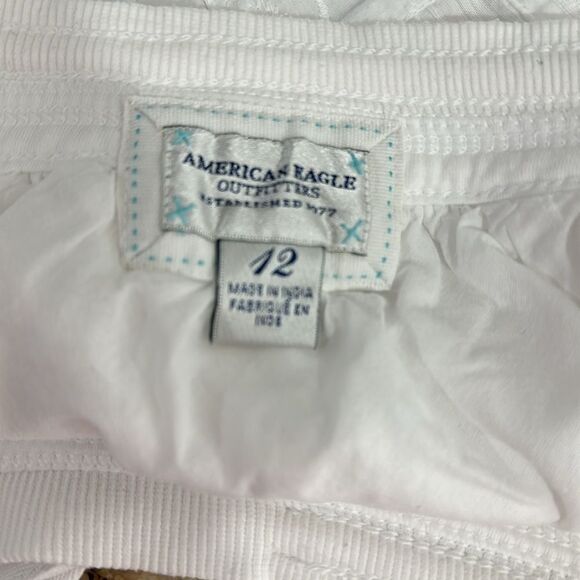 AMERICAN EAGLE
OUTFITTERS
ESTABLISHED 1977
12
MADE IN INDIA
FABRIQUÉ EN
INDE